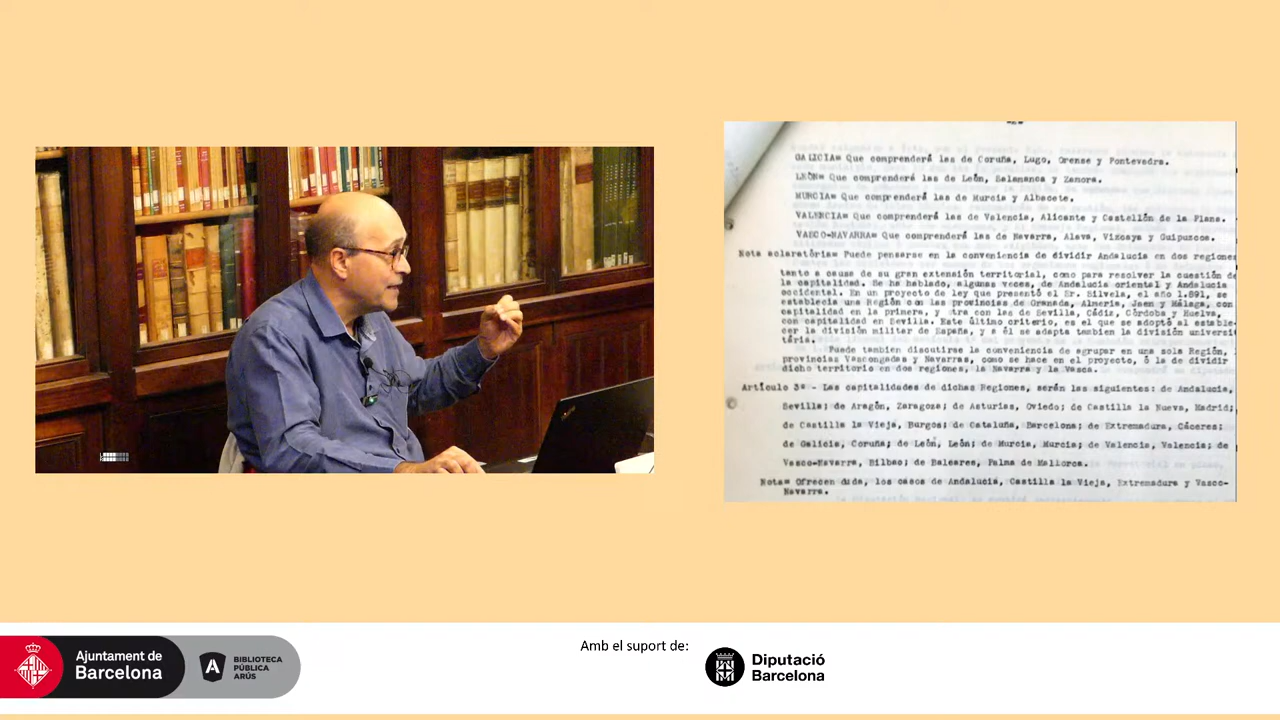 GALICIA= Que comprenderá las de Coruña, Lugo, Orense y Pontevedra.
LEÓN= Que comprenderá las de León, Salamanca y Zamora.
MURCIA= Que comprenderá las de Murcia y Albacete.
VALENCIA= Que comprenderá las de Valencia, Alicante y Castellón de la Plana.
VASCO-NAVARRA= Que comprenderá las de Navarra, Alava, Vizcaya y Guipuzcoa.
Nota aclaratória= Puede pensarse en la conveniencia de dividir Andalucia en dos regiones
tanto a causa de su gran extensión territorial, como para resolver la cuestión de
la capitalidad. Se ha hablado, algunas veces, de Andalucia oriental y Andalucia
occidental. En un proyecto de ley que presentó el Sr. Silvela, el año 1.891, se
establecia una Región con las provincias de Granada, Almeria, Jaen y Málaga, con
capitalidad en la primera, y otra con las de Sevilla, Cádiz, Córdoba y Huelva,
con capitalidad en Sevilla. Este último criterio, es el que se adoptó al estable-
cer la división militar de España, y a él se adapta tambien la división universi
tária.
Puede tambien discutirse la conveniencia de agrupar en una sola Región,
provincias Vascongadas y Navarras, como se hace en el proyecto, ó la de dividir
dicho territorio en dos regiones, la Navarra y la Vasca.
Artículo 3º - Las capitalidades de dichas Regiones, serán las siguientes: de Andalucia,
Sevilla; de Aragón, Zaragoza; de Asturias, Oviedo; de Castilla la Nueva, Madrid;
de Castilla la Vieja, Burgos; de Cataluña, Barcelona; de Extremadura, Cáceres;
de Galicia, Coruña; de León, León; de Murcia, Murcia; de Valencia, Valencia; de
Vasco-Navarra, Bilbao; de Baleares, Palma de Mallorca.
Nota= Ofrecen duda, los casos de Andalucia, Castilla la Vieja, Extremadura y Vasco-
Navarra.
Ajuntament de
Barcelona
A
BIBLIOTECA
PÚBLICA
ARÚS
Amb el suport de:
Diputació
Barcelona